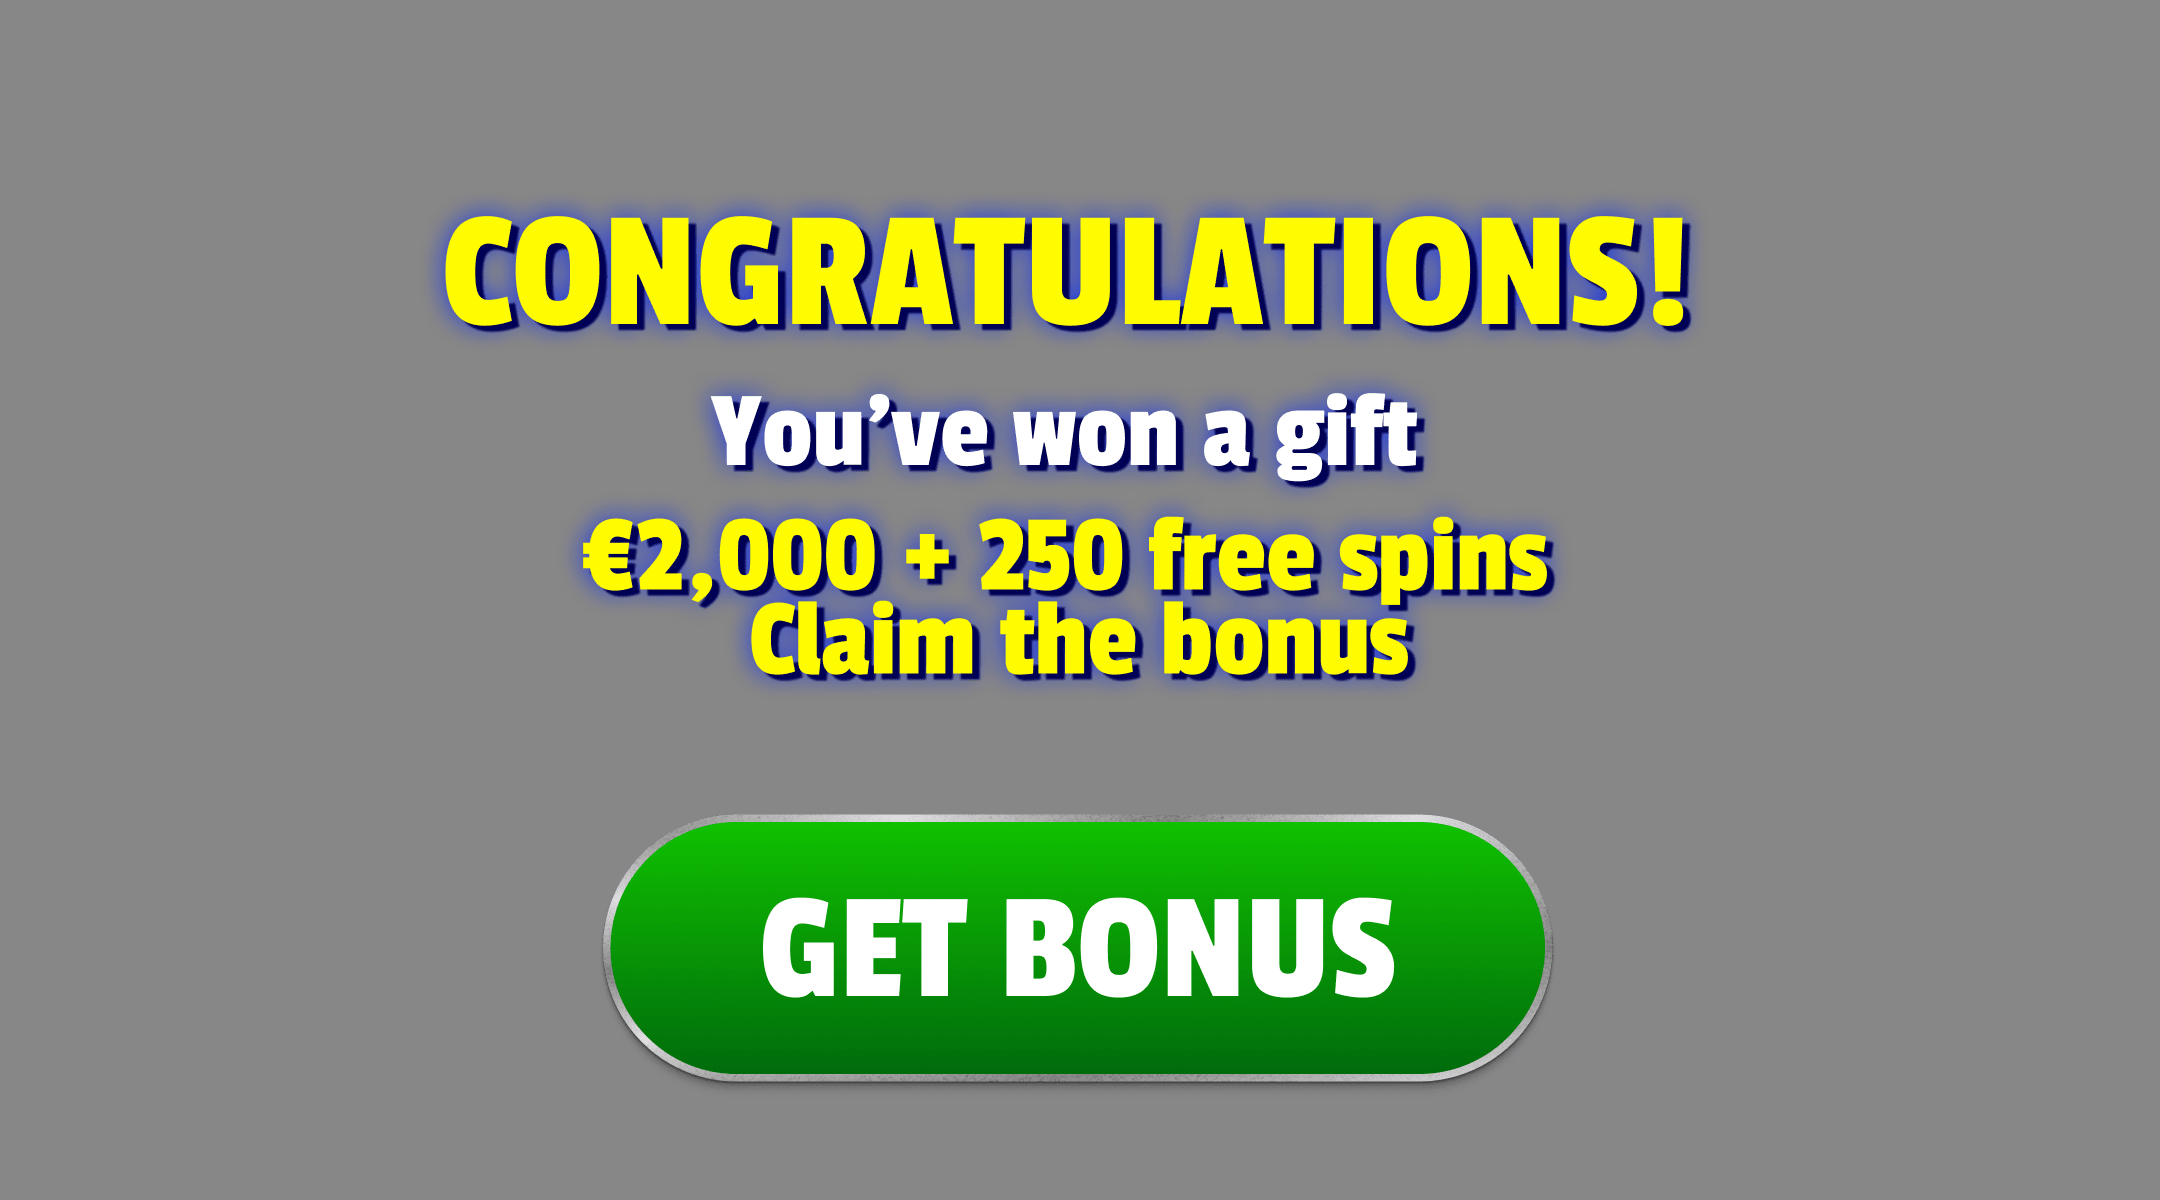 CONGRATULATIONS!
You’ve won a gift
€2,000 + 250 free spins
Claim the bonus
GET BONUS